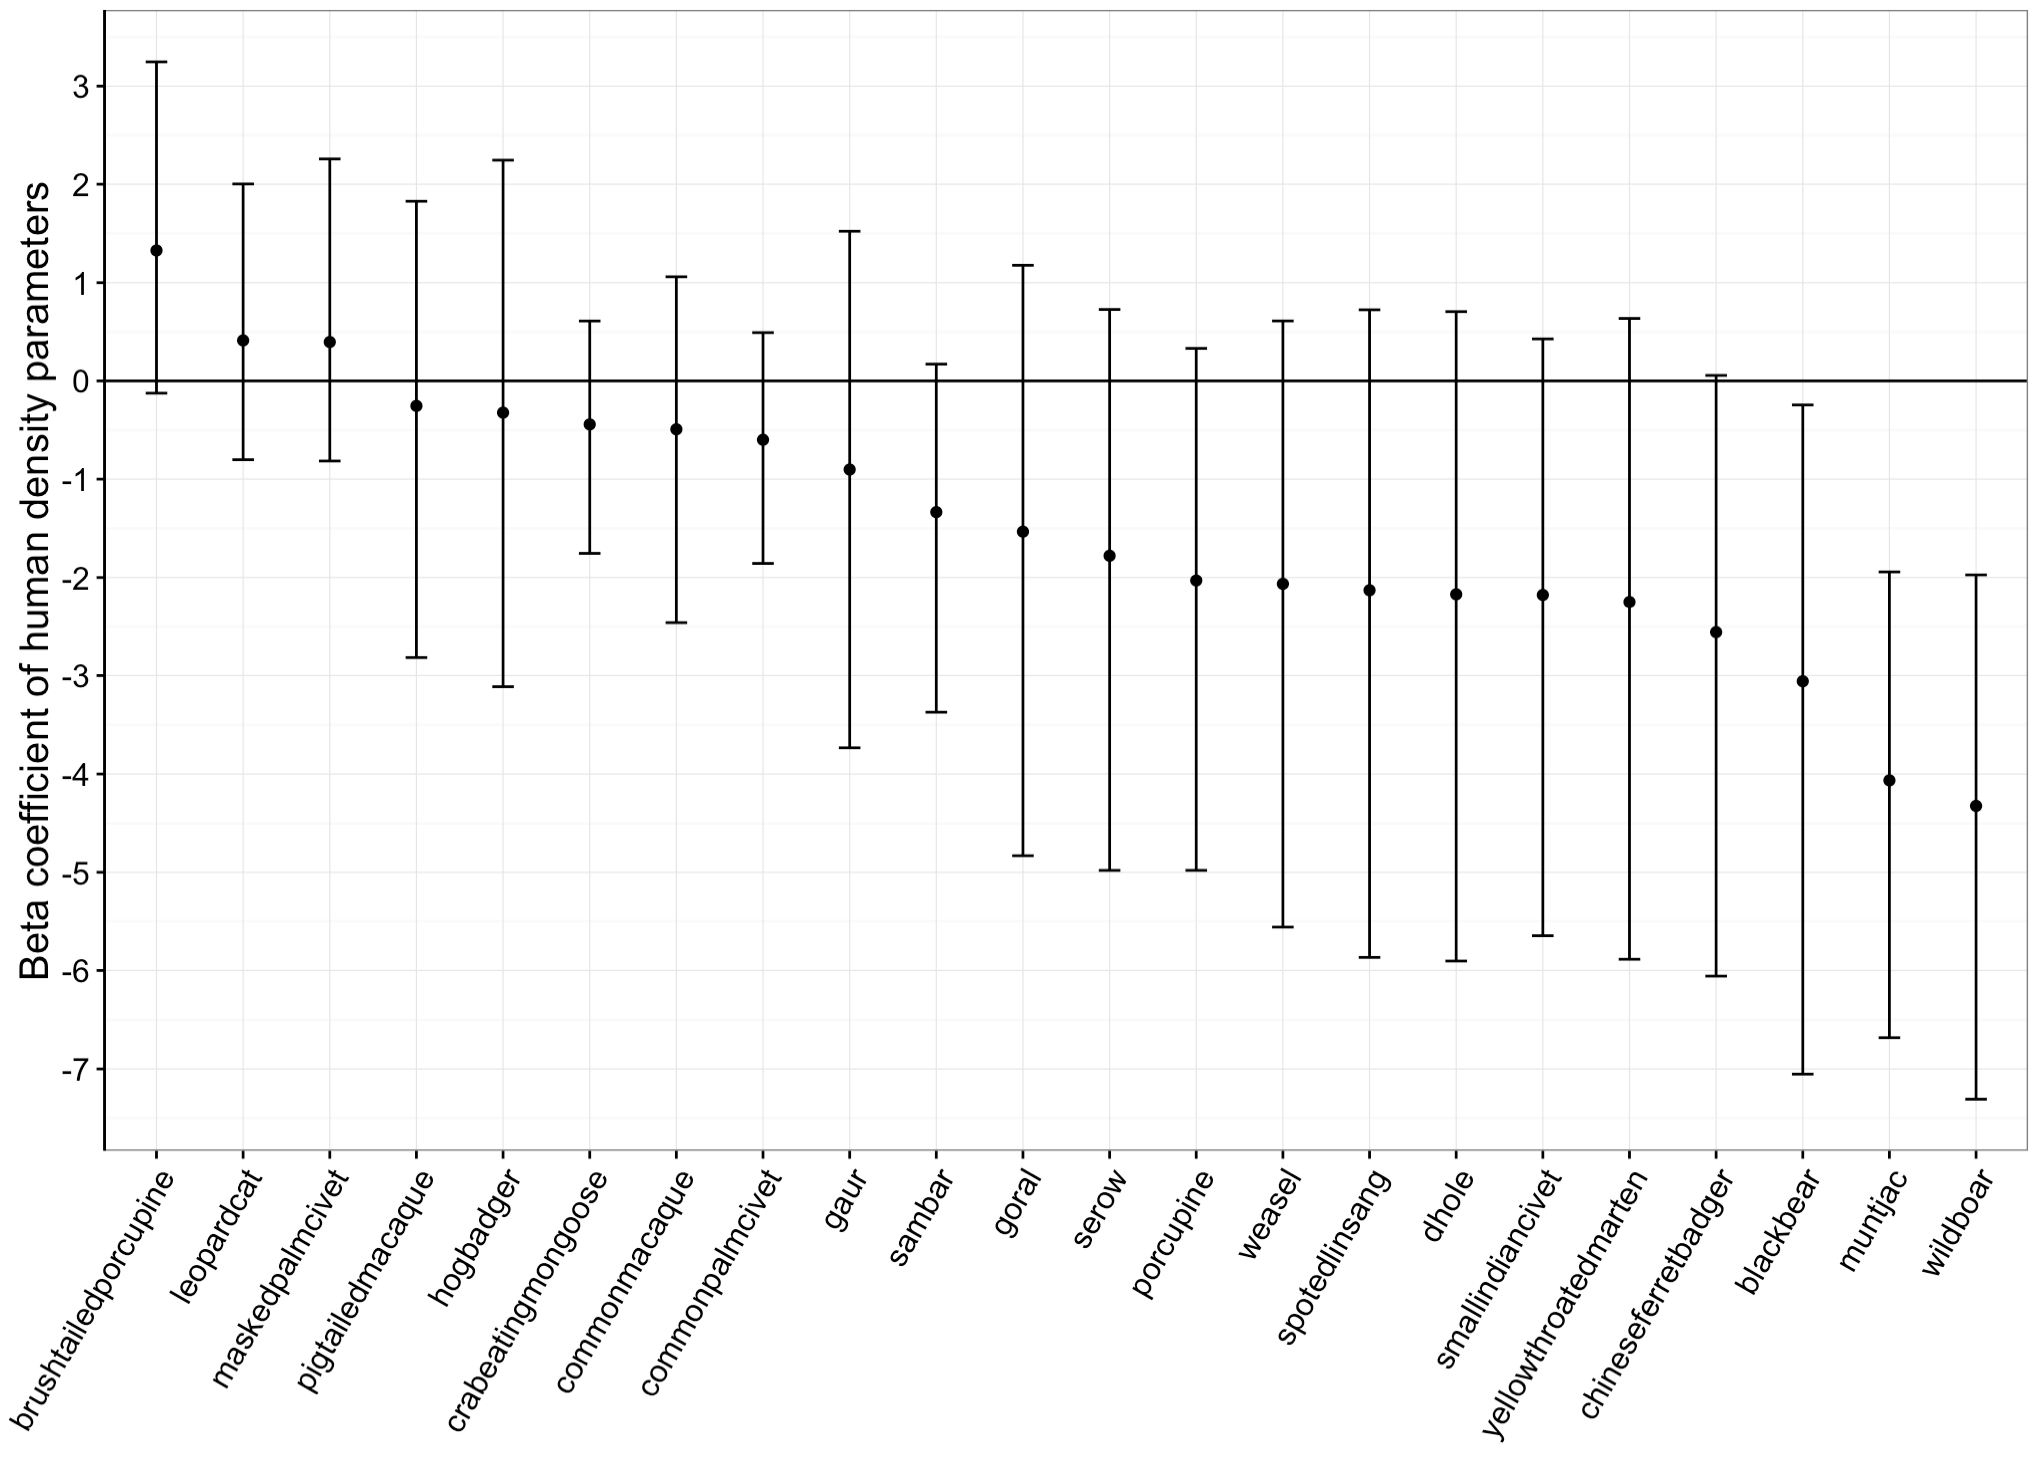 Beta coefficient of human density parameters
3
2
1
0
-1
-2
-3
-4
-5
-6
-7
brushtailedporcupine
leopardcat
maskedpalmcivet
pigtailedmacaque
hogbadger
crabeatingmongoose
commonmacaque
commonpalmcivet
gaur
sambar
goral
serow
porcupine
weasel
spotedlinsang
dhole
smallindiancivet
yellowthroatedmarten
chineseferretbadger
blackbear
muntjac
wildboar